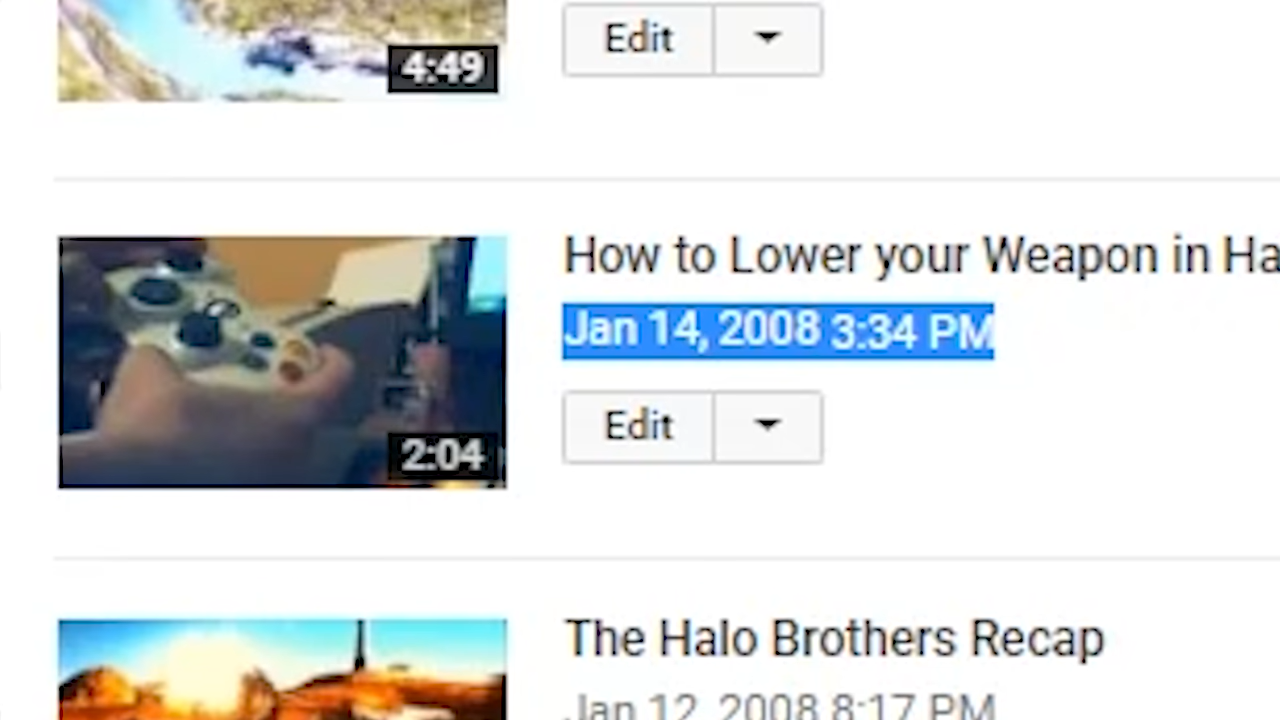 4:49
Edit
How to Lower your Weapon in Ha
Jan 14, 2008 3:34 PM
Edit
2:04
The Halo Brothers Recap
Jan 12, 2008 8:17 PM